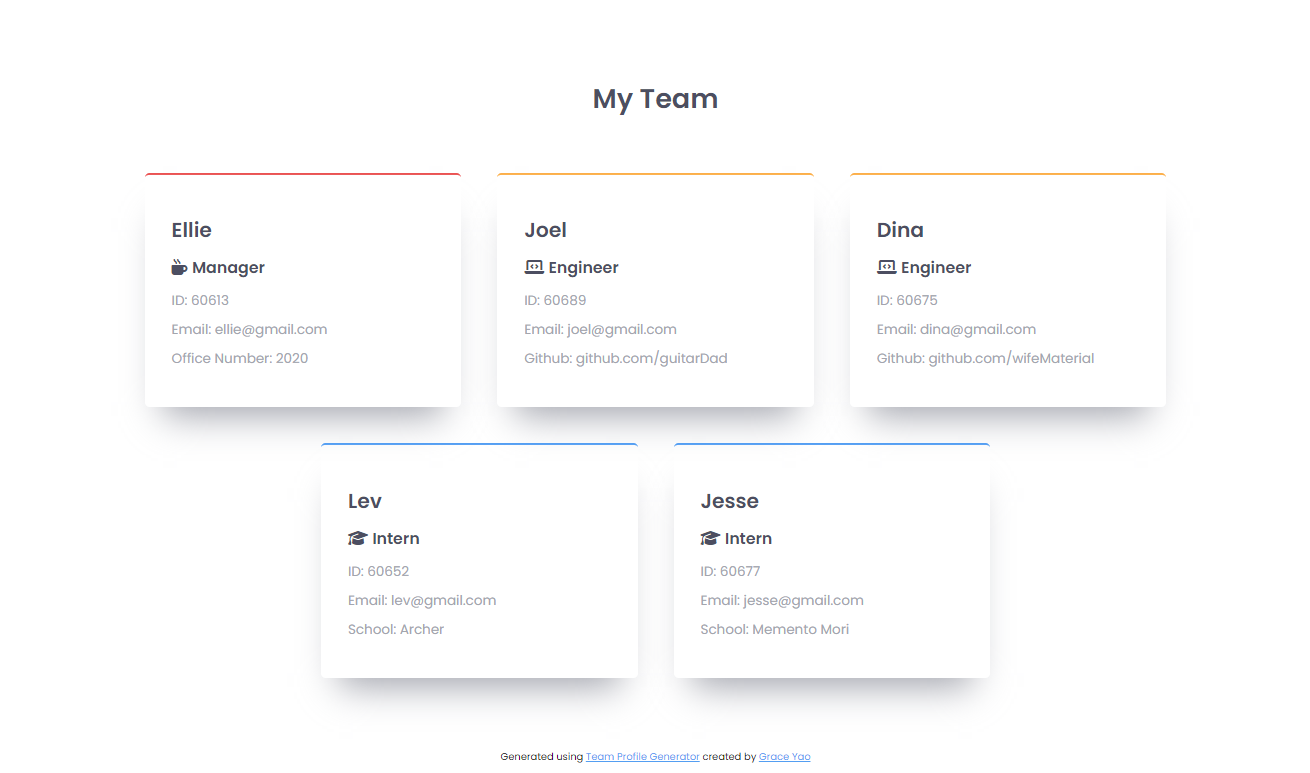 My Team
Ellie
Manager
ID: 60613
Email: ellie@gmail.com
Office Number: 2020
Joel
Engineer
ID: 60689
Email: joel@gmail.com
Github: github.com/guitarDad
Dina
Engineer
ID: 60675
Email: dina@gmail.com
Github: github.com/wifeMaterial
Lev
Intern
ID: 60652
Email: lev@gmail.com
School: Archer
Jesse
Intern
ID: 60677
Email: jesse@gmail.com
School: Memento Mori
Generated using Team Profile Generator created by Grace Yao